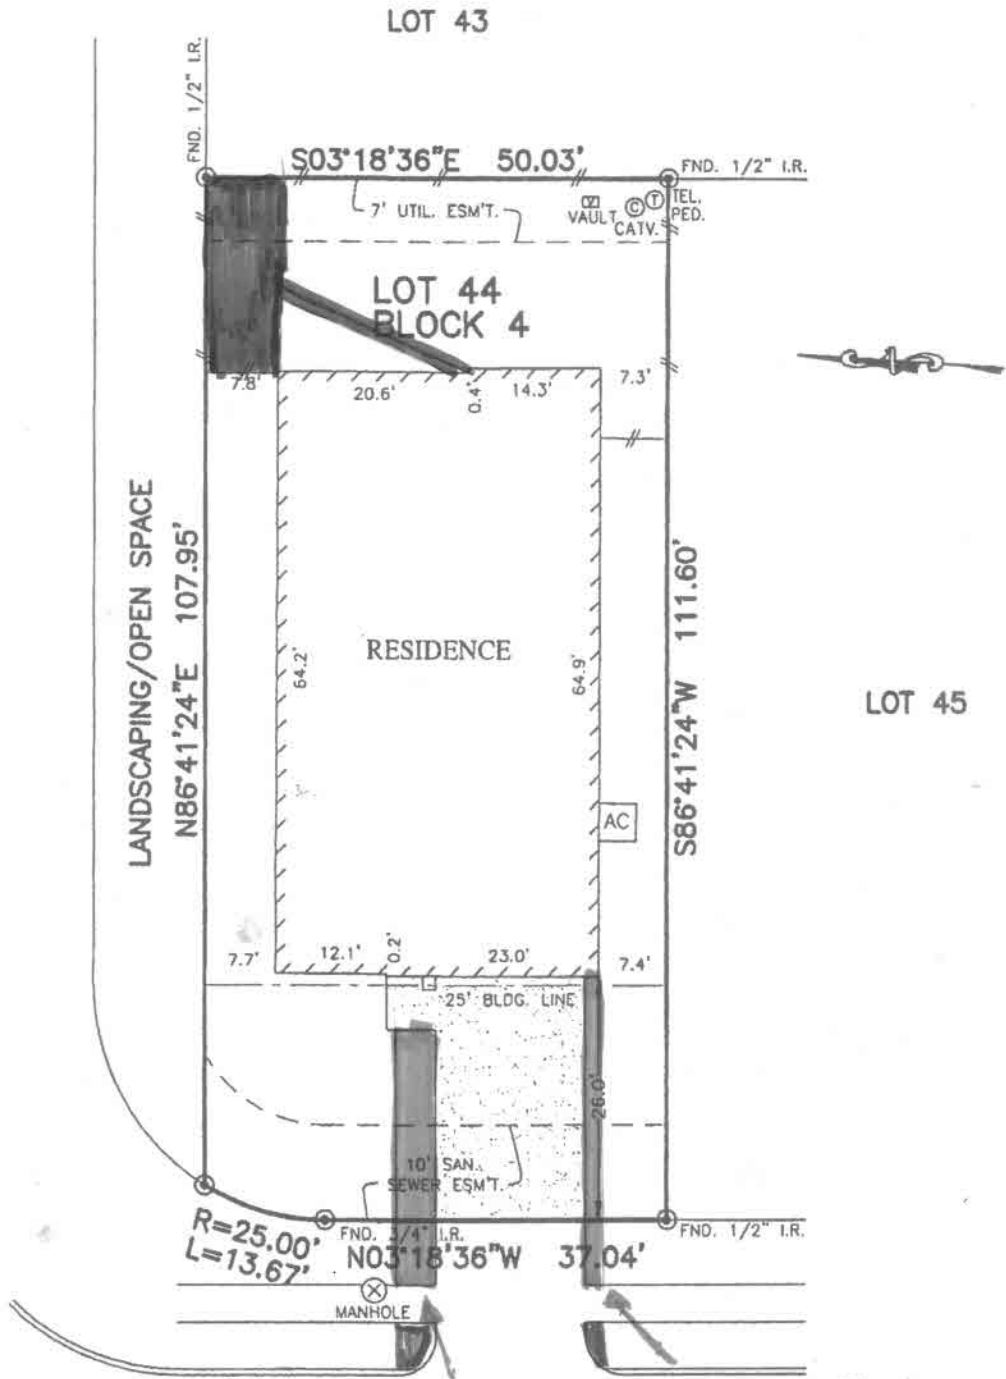 LOT 43
FND. 1/2" I.R.
S03°18'36"E 50.03'
FND. 1/2" I.R.
7' UTIL. ESM'T.
VAULT
C
T
TEL.
PED.
CATV.
LOT 44
BLOCK 4
7.8'
20.6'
0.4'
14.3'
7.3'
LANDSCAPING/OPEN SPACE
N86°41'24"E 107.95'
64.2'
RESIDENCE
64.9'
S86°41'24"W 111.60'
LOT 45
AC
7.7'
12.1'
0.2'
23.0'
7.4'
25' BLDG. LINE
26.0'
10' SAN.
SEWER ESM'T.
R=25.00'
L=13.67'
FND. 3/4" I.R.
N03°18'36"W 37.04'
FND. 1/2" I.R.
MANHOLE